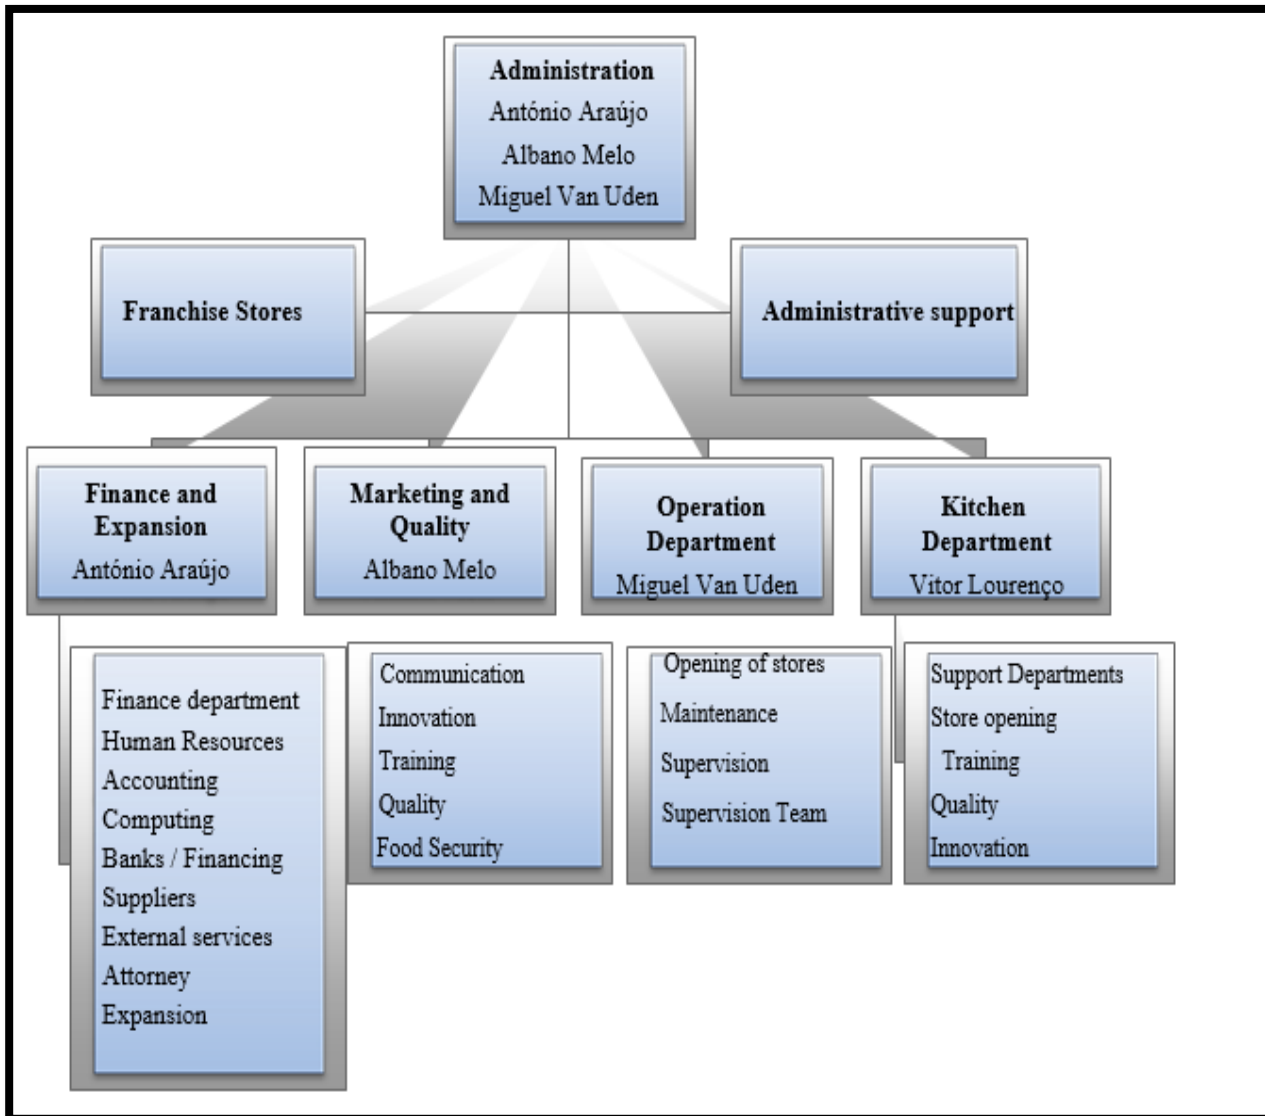 Administration
António Araújo
Albano Melo
Miguel Van Uden
Franchise Stores
Administrative support
Finance and
Expansion
António Araújo
Marketing and
Quality
Albano Melo
Operation
Department
Miguel Van Uden
Kitchen
Department
Vítor Lourenço
Finance department
Human Resources
Accounting
Computing
Banks / Financing
Suppliers
External services
Attorney
Expansion
Communication
Innovation
Training
Quality
Food Security
Opening of stores
Maintenance
Supervision
Supervision Team
Support Departments
Store opening
Training
Quality
Innovation